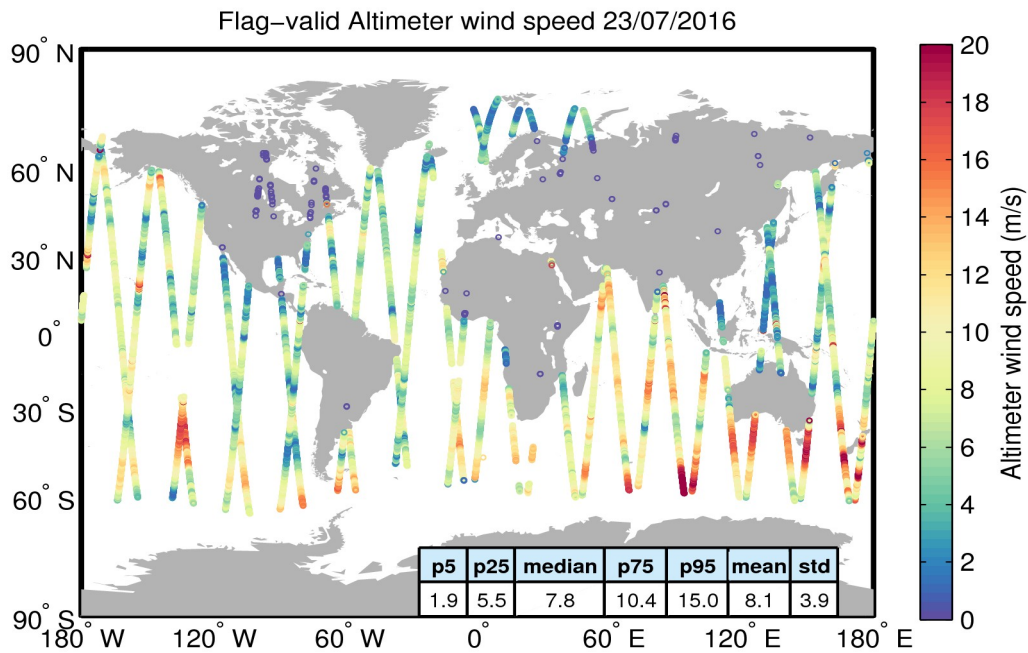 Flag-valid Altimeter wind speed 23/07/2016
90° N
60° N
30° N
0°
30° S
60° S
90° S
180° W
120° W
60° W
0°
60° E
120° E
180° E
p5 p25 median p75 p95 mean std
1.9 5.5 7.8 10.4 15.0 8.1 3.9
20
18
16
14
12
10
8
6
4
2
0
Altimeter wind speed (m/s)